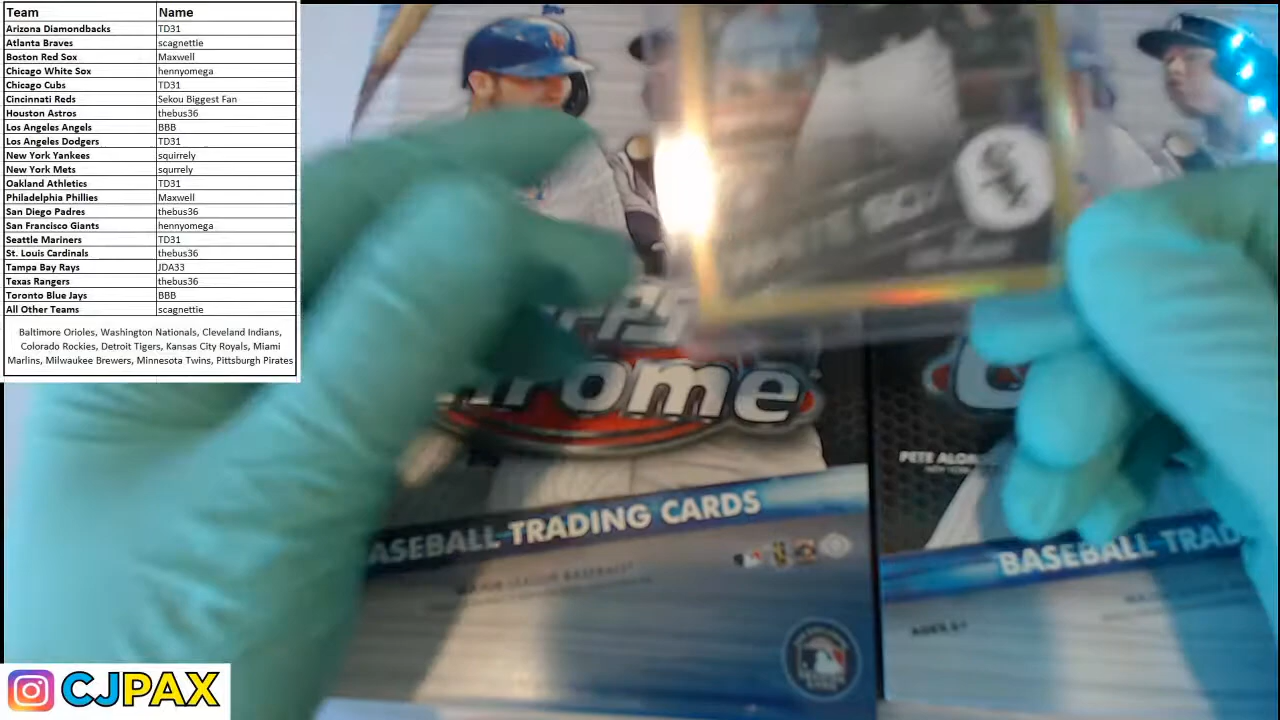 Team Name
Arizona Diamondbacks TD31
Atlanta Braves scagnettie
Boston Red Sox Maxwell
Chicago White Sox hennyomega
Chicago Cubs TD31
Cincinnati Reds Sekou Biggest Fan
Houston Astros thebus36
Los Angeles Angels BBB
Los Angeles Dodgers TD31
New York Yankees squirrely
New York Mets squrrely
Oakland Athletics TD31
Philadelphia Phillies Maxwell
San Diego Padres thebus36
San Francisco Giants hennyomega
Seattle Mariners TD31
St. Louis Cardinals thebus36
Tampa Bay Rays JDA33
Texas Rangers thebus36
Toronto Blue Jays BBB
All Other Teams scagnettie
Baltimore Orioles, Washington Nationals, Cleveland Indians,
Colorado Rockies, Detroit Tigers, Kansas City Royals, Miami
Marlins, Milwaukee Brewers, Minnesota Twins, Pittsburgh Pirates
PETE ALON
BASEBALL TRADING CARDS
BASEBALL TRAD
CJPAX